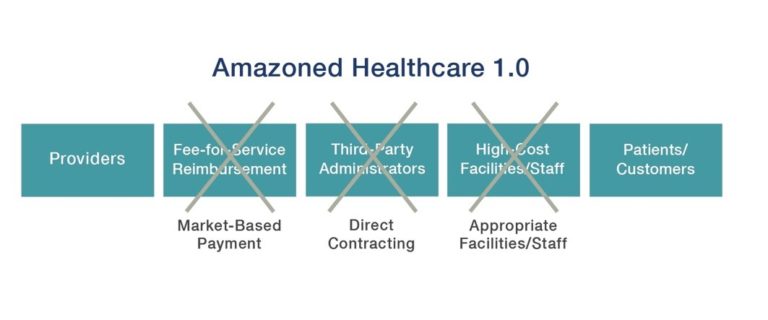 Amazoned Healthcare 1.0
Providers
Fee-for-Service
Reimbursement
Third-Party
Administrators
High-Cost
Facilities/Staff
Patients/
Customers
Market-Based
Payment
Direct
Contracting
Appropriate
Facilities/Staff